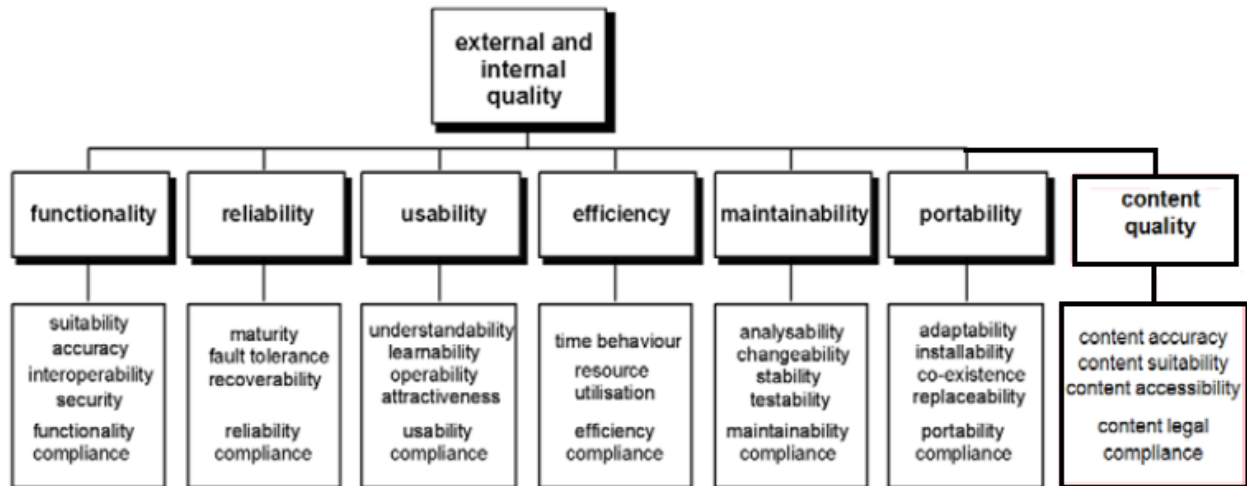 external and
internal
quality
functionality
reliability
usability
efficiency
maintainability
portability
content
quality
suitability
accuracy
interoperability
security
functionality
compliance
maturity
fault tolerance
recoverability
reliability
compliance
understandability
learnability
operability
attractiveness
usability
compliance
time behaviour
resource
utilisation
efficiency
compliance
analysability
changeability
stability
testability
maintainability
compliance
adaptability
installability
co-existence
replaceability
portability
compliance
content accuracy
content suitability
content accessibility
content legal
compliance